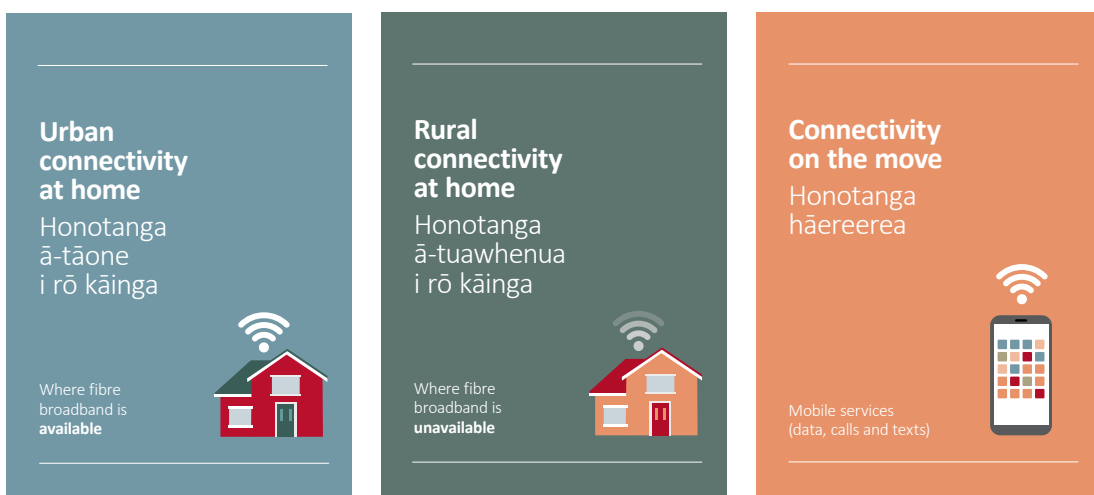 Urban
connectivity
at home
Honotanga
ā-tāone
i rō kāinga
Where fibre
broadband is
available
Rural
connectivity
at home
Honotanga
ā-tuawhenua
i rō kāinga
Where fibre
broadband is
unavailable
Connectivity
on the move
Honotanga
hāereerea
Mobile services
(data, calls and texts)